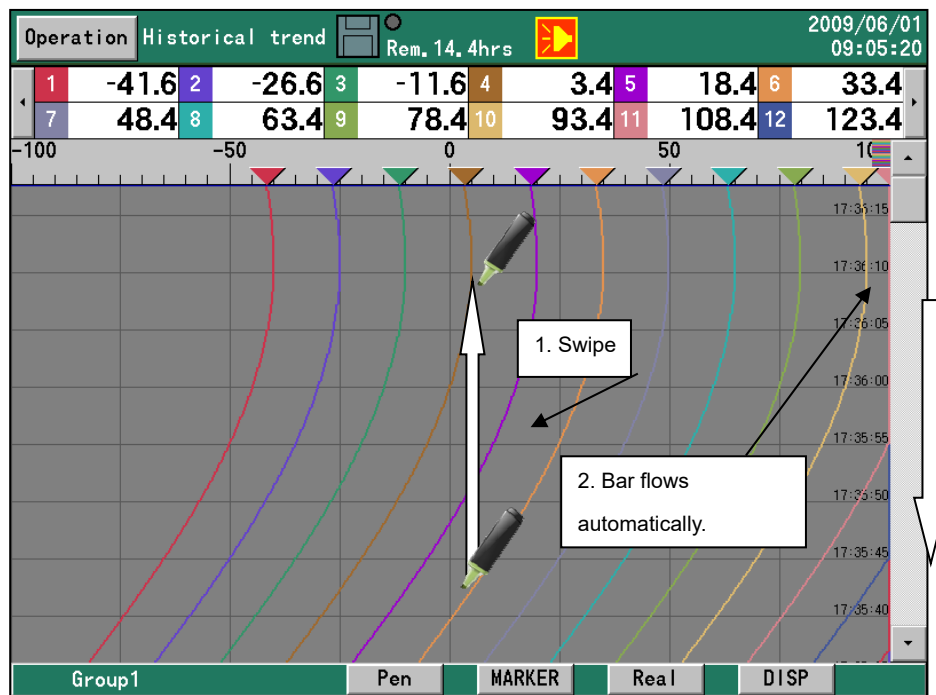 Operation Historical trend Rem.14.4hrs 2009/06/01
09:05:20
1 -41.6 2 -26.6 3 -11.6 4 3.4 5 18.4 6 33.4
7 48.4 8 63.4 9 78.4 10 93.4 11 108.4 12 123.4
-100 -50 0 50 10
17:36:10
1. Swipe
17:36:05
17:36:00
17:35:55
2. Bar flows
automatically.
17:35:50
17:35:45
17:35:40
Group1 Pen MARKER Real DISP